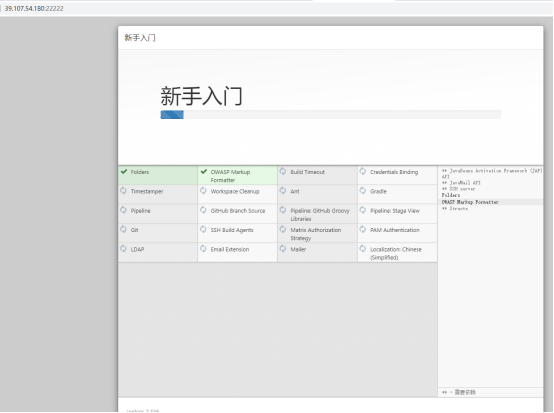 39.107.54.180:22222
新手入门
新手入门
Folders
OWASP Markup
Formatter
Build Timeout
Credentials Binding
Timestamper
Workspace Cleanup
Ant
Gradle
Pipeline
GitHub Branch Source
Pipeline: GitHub Groovy
Libraries
Pipeline: Stage View
Git
SSH Build Agents
Matrix Authorization
Strategy
PAM Authentication
LDAP
Email Extension
Mailer
Localization: Chinese
(Simplified)
** JavaBeans Activation Framework (JAF)
API
** JavaMail API
** SSH server
Folders
OWASP Markup Formatter
** Structs
** - 需要依赖